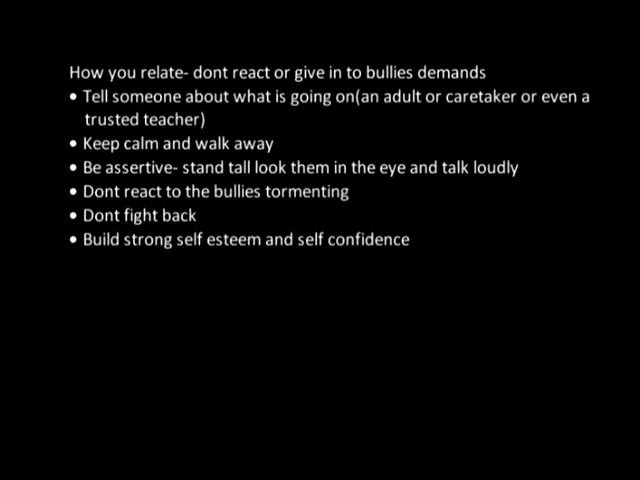 How you relate- dont react or give in to bullies demands
• Tell someone about what is going on(an adult or caretaker or even a
trusted teacher)
• Keep calm and walk away
• Be assertive- stand tall look them in the eye and talk loudly
• Dont react to the bullies tormenting
• Dont fight back
• Build strong self esteem and self confidence